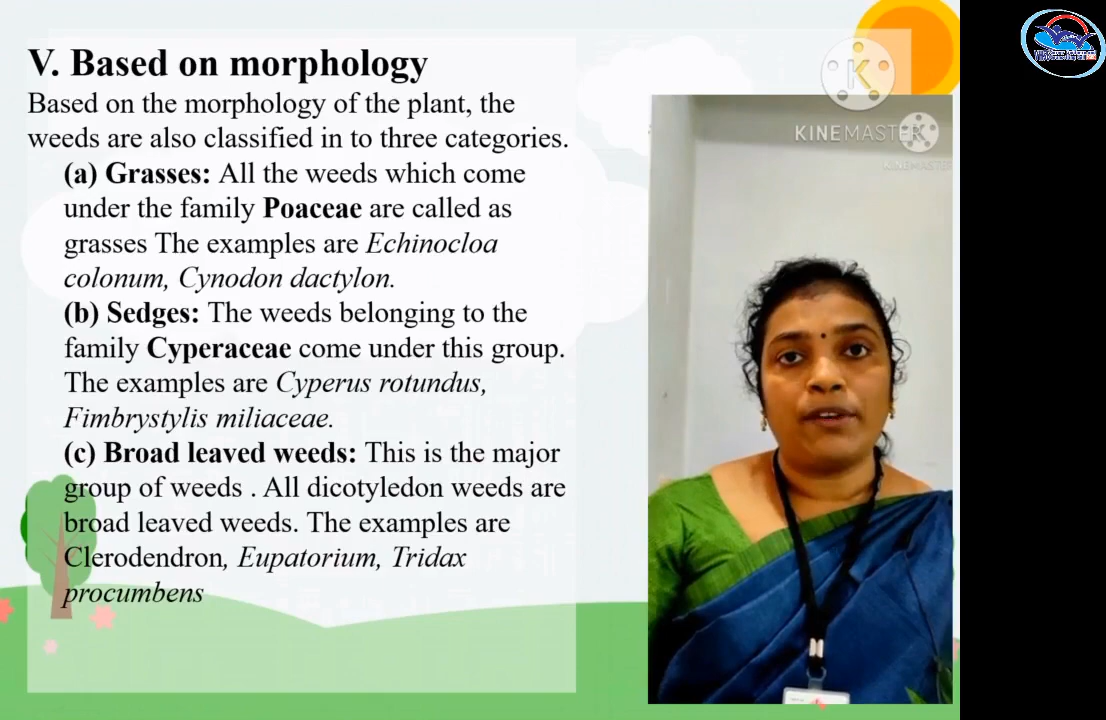 V. Based on morphology
Based on the morphology of the plant, the
weeds are also classified in to three categories.
(a) Grasses: All the weeds which come
under the family Poaceae are called as
grasses The examples are Echinocloa
colonum, Cynodon dactylon.
(b) Sedges: The weeds belonging to the
family Cyperaceae come under this group.
The examples are Cyperus rotundus,
Fimbrystylis miliaceae.
(c) Broad leaved weeds: This is the major
group of weeds . All dicotyledon weeds are
broad leaved weeds. The examples are
Clerodendron, Eupatorium, Tridax
procumbens
K
KINEMASTER
KINEMASTER